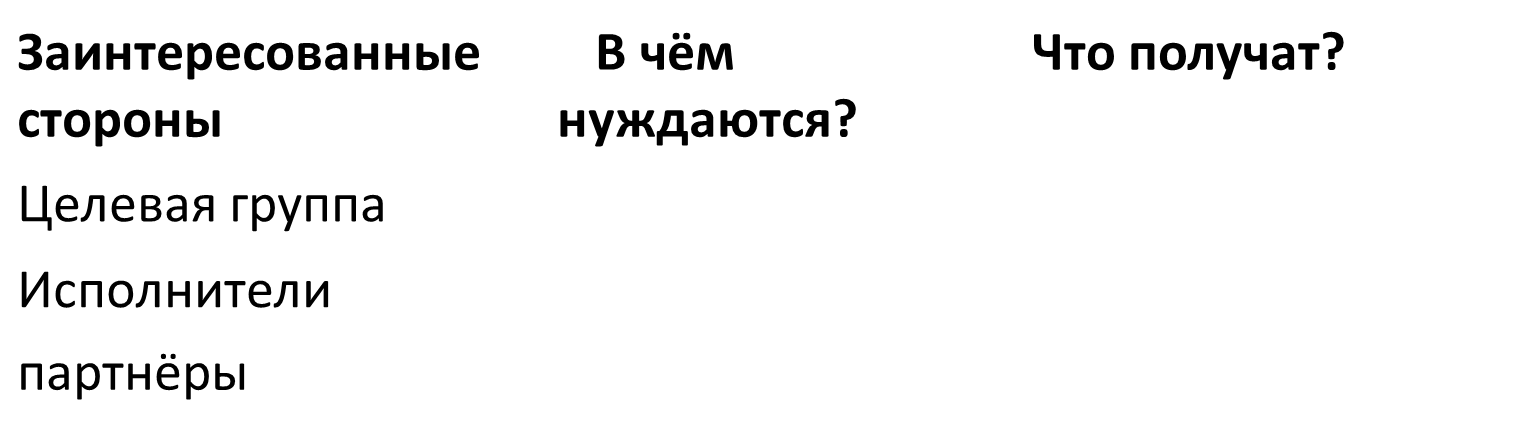 Заинтересованные В чём Что получат?
стороны нуждаются?
Целевая группа
Исполнители
партнёры